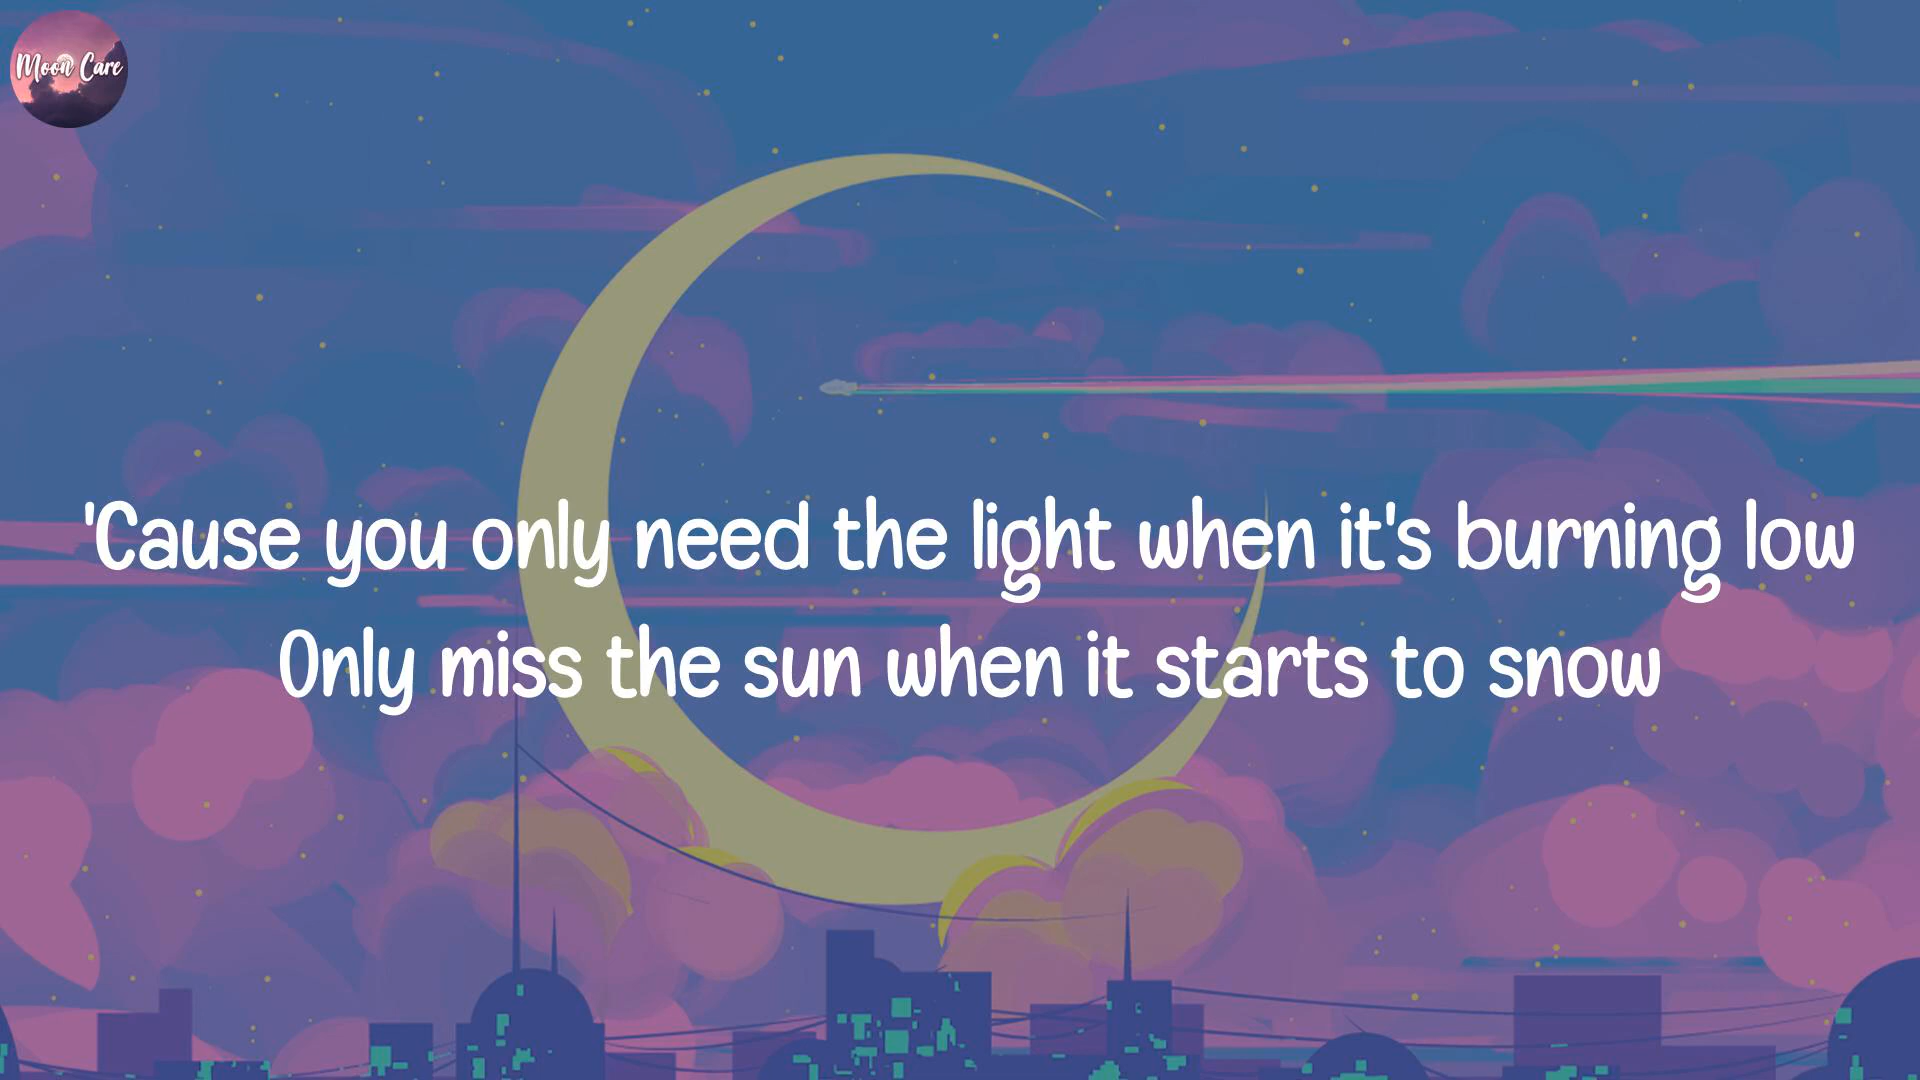 Moon Care
'Cause you only need the light when it's burning low
Only miss the sun when it starts to snow